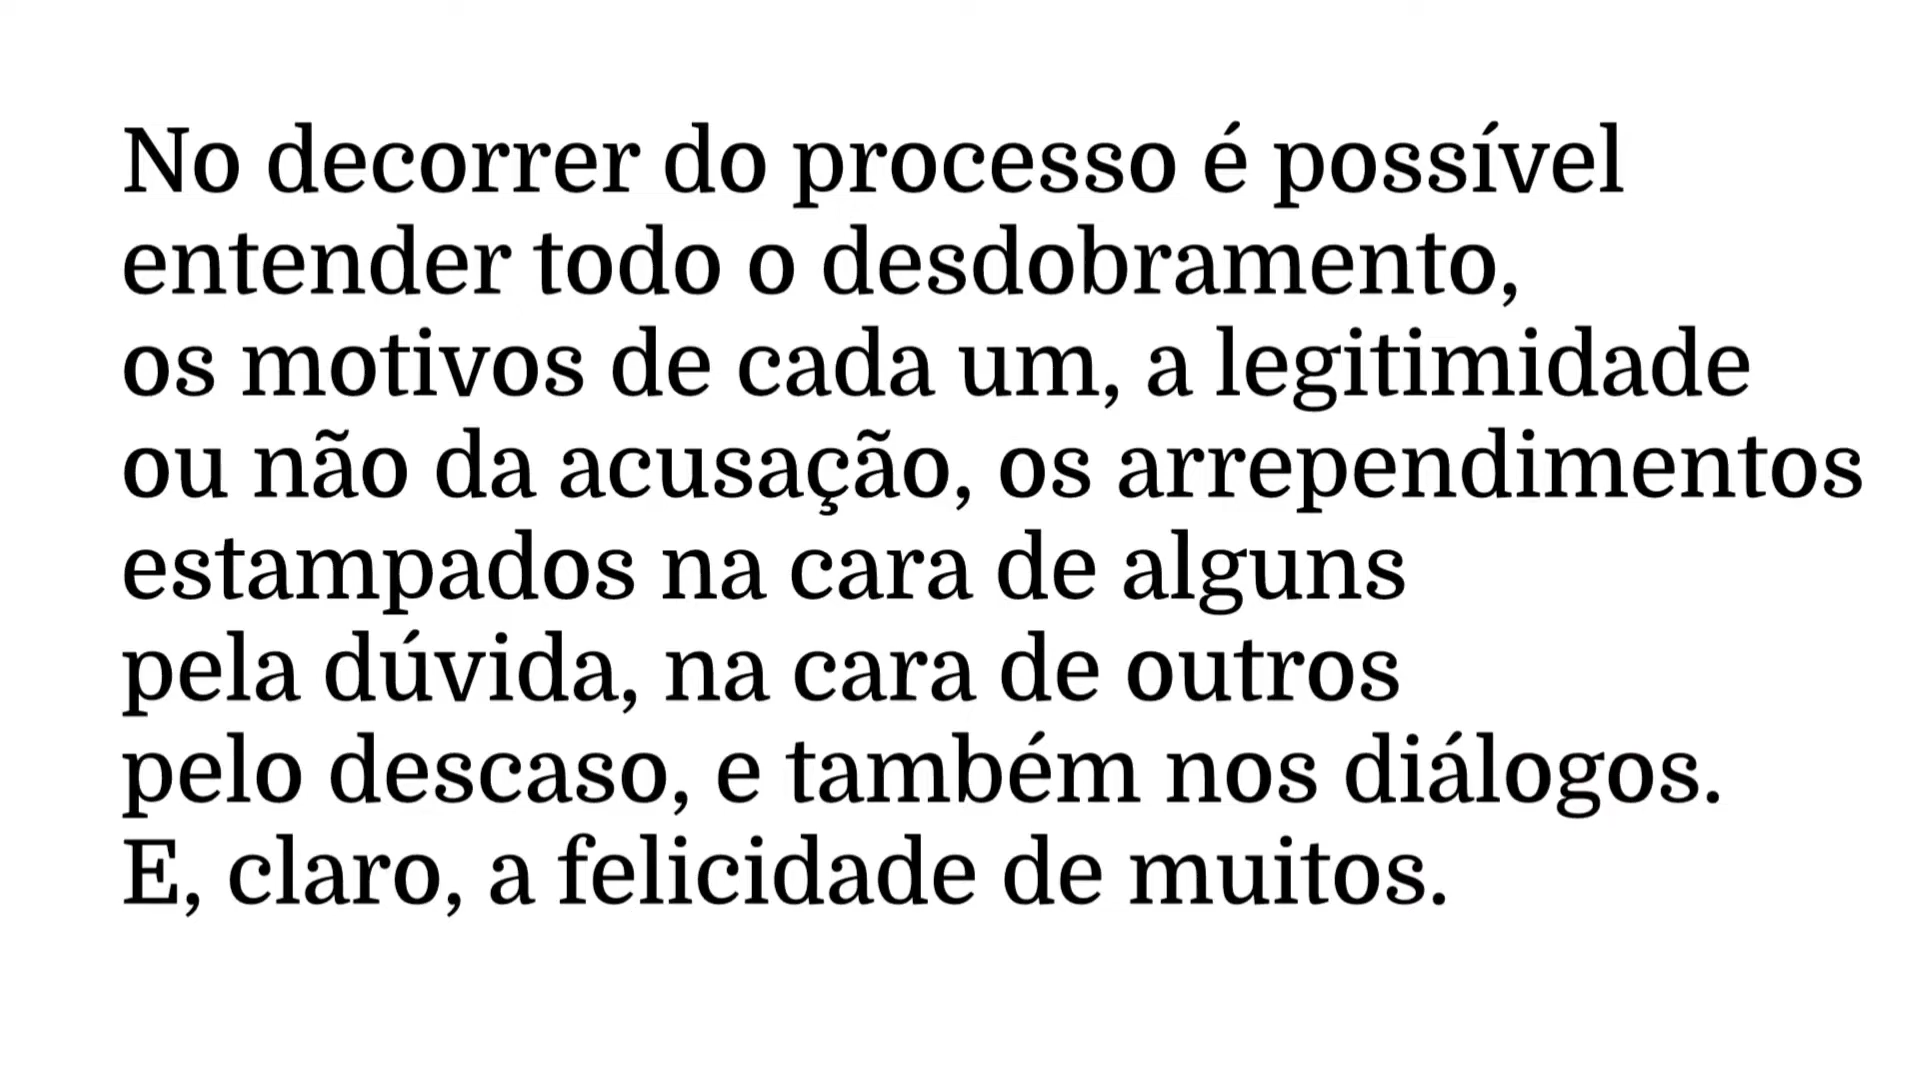 No decorrer do processo é possível
entender todo o desdobramento,
os motivos de cada um, a legitimidade
ou não da acusação, os arrependimentos
estampados na cara de alguns
pela dúvida, na cara de outros
pelo descaso, e também nos diálogos.
E, claro, a felicidade de muitos.